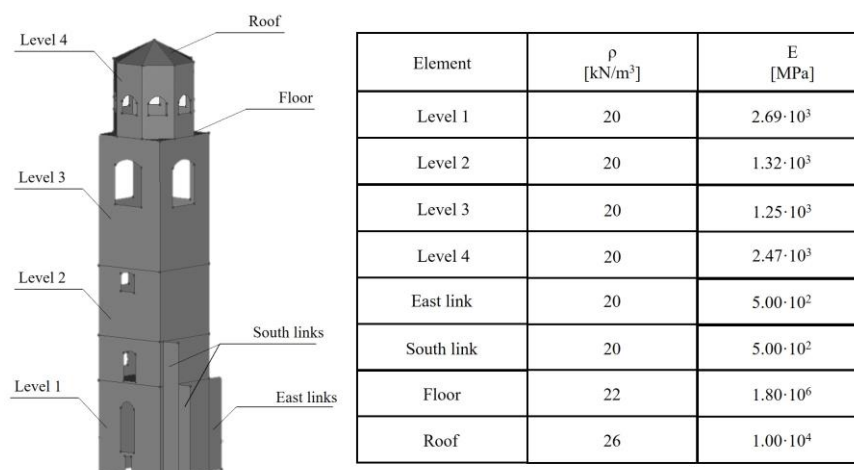 Roof
Level 4
Floor
Level 3
Level 2
South links
Level 1
East links
Element ρ [kN/m³] E [MPa]
Level 1 20 2.69·10³
Level 2 20 1.32·10³
Level 3 20 1.25·10³
Level 4 20 2.47·10³
East link 20 5.00·10²
South link 20 5.00·10²
Floor 22 1.80·10⁶
Roof 26 1.00·10⁴